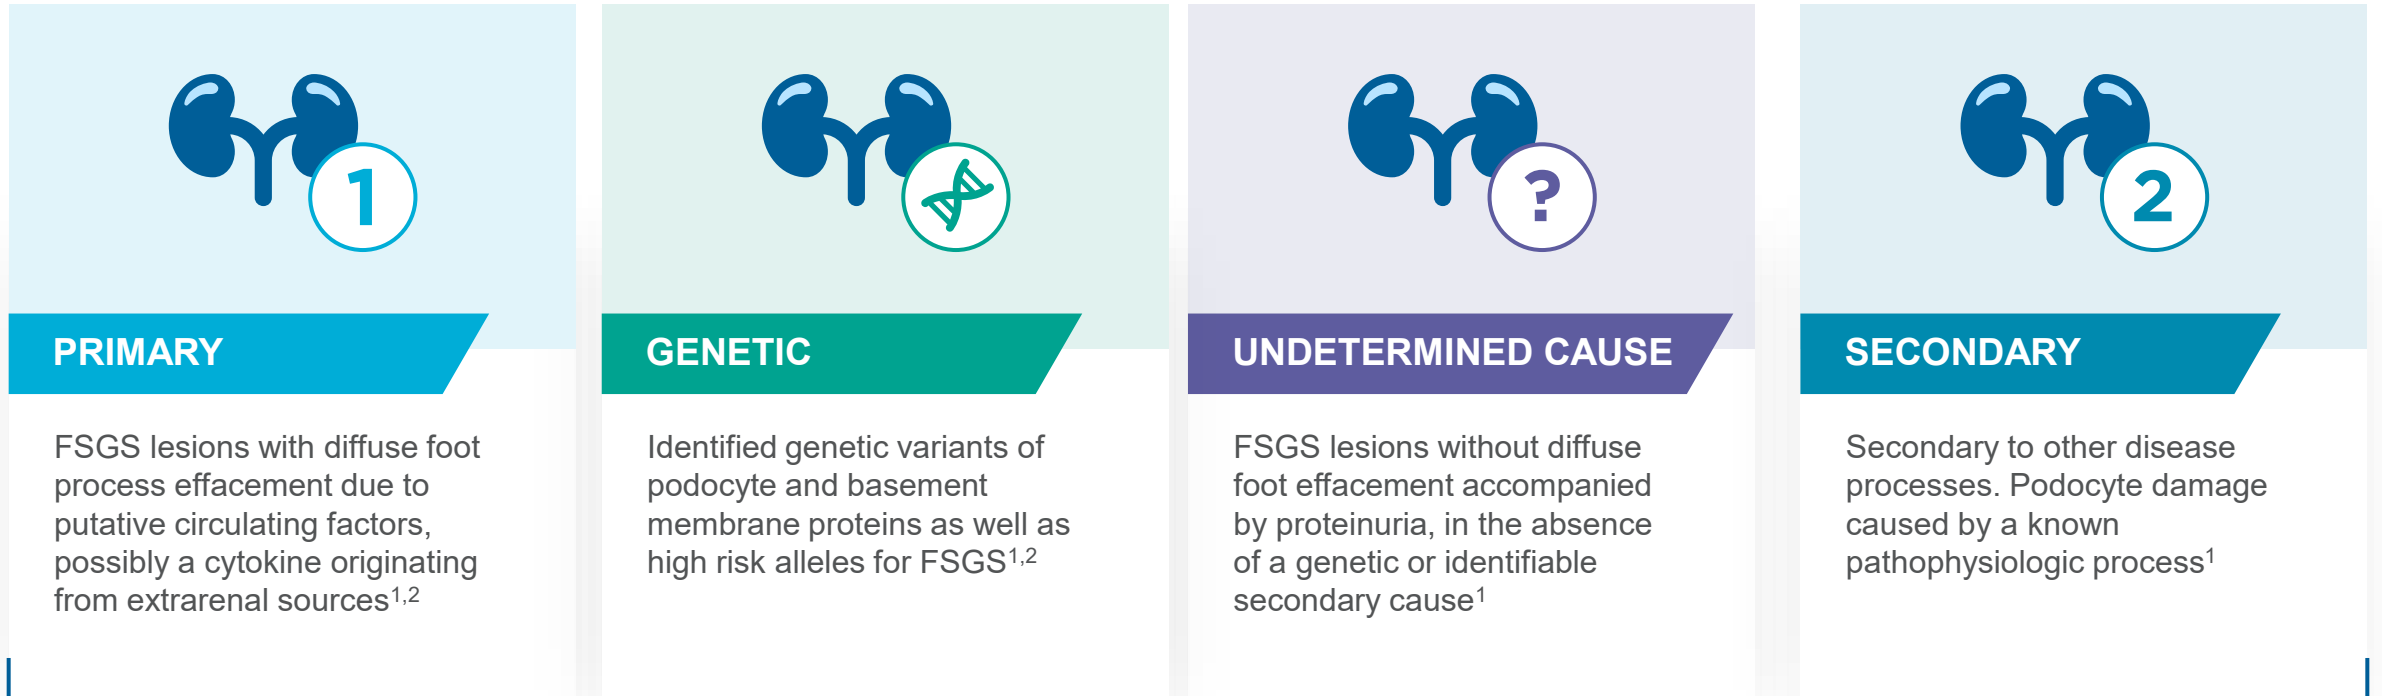 1
PRIMARY
FSGS lesions with diffuse foot
process effacement due to
putative circulating factors,
possibly a cytokine originating
from extrarenal sources1,2
GENETIC
Identified genetic variants of
podocyte and basement
membrane proteins as well as
high risk alleles for FSGS1,2
?
UNDETERMINED CAUSE
FSGS lesions without diffuse
foot effacement accompanied
by proteinuria, in the absence
of a genetic or identifiable
secondary cause1
2
SECONDARY
Secondary to other disease
processes. Podocyte damage
caused by a known
pathophysiologic process1